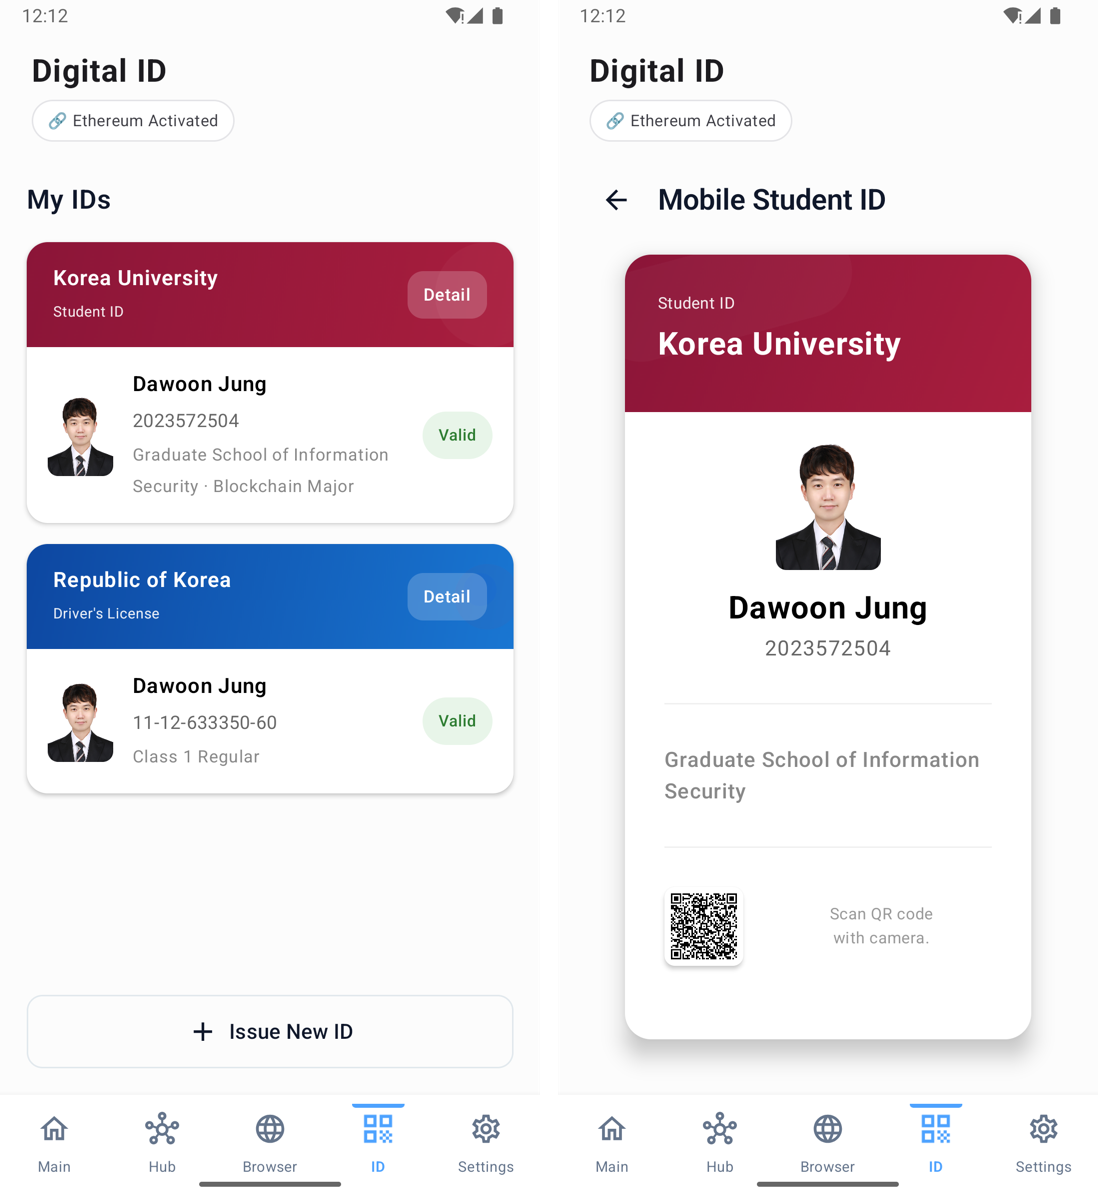 12:12
Digital ID
Ethereum Activated
My IDs
Korea University
Student ID
Detail
Dawoon Jung
2023572504
Graduate School of Information
Security · Blockchain Major
Valid
Republic of Korea
Driver's License
Detail
Dawoon Jung
11-12-633350-60
Class 1 Regular
Valid
Issue New ID
Main
Hub
Browser
ID
Settings
12:12
Digital ID
Ethereum Activated
Mobile Student ID
Student ID
Korea University
Dawoon Jung
2023572504
Graduate School of Information
Security
Scan QR code
with camera.
Main
Hub
Browser
ID
Settings